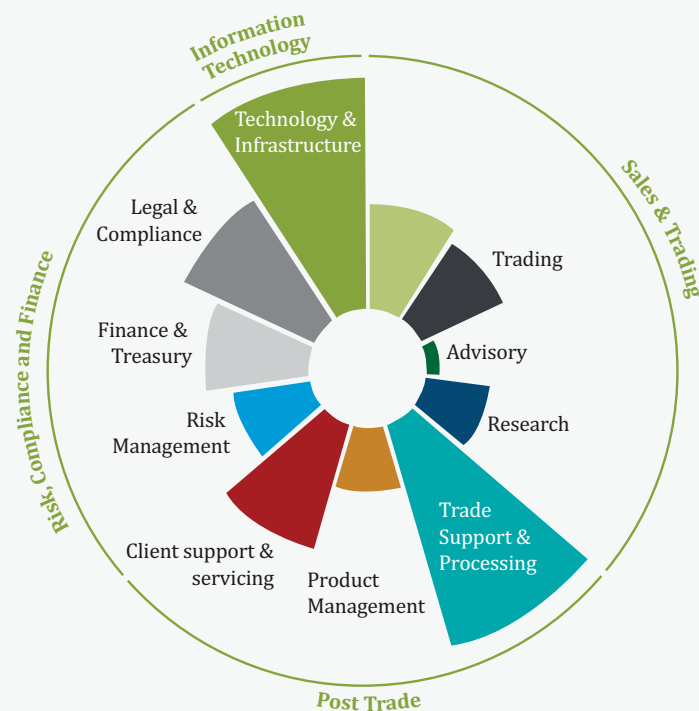 Information
Technology
Technology &
Infrastructure
Sales & Trading
Legal &
Compliance
Trading
Finance &
Treasury
Advisory
Risk, Compliance and Finance
Risk
Management
Research
Trade
Support &
Processing
Client support &
servicing
Product
Management
Post Trade